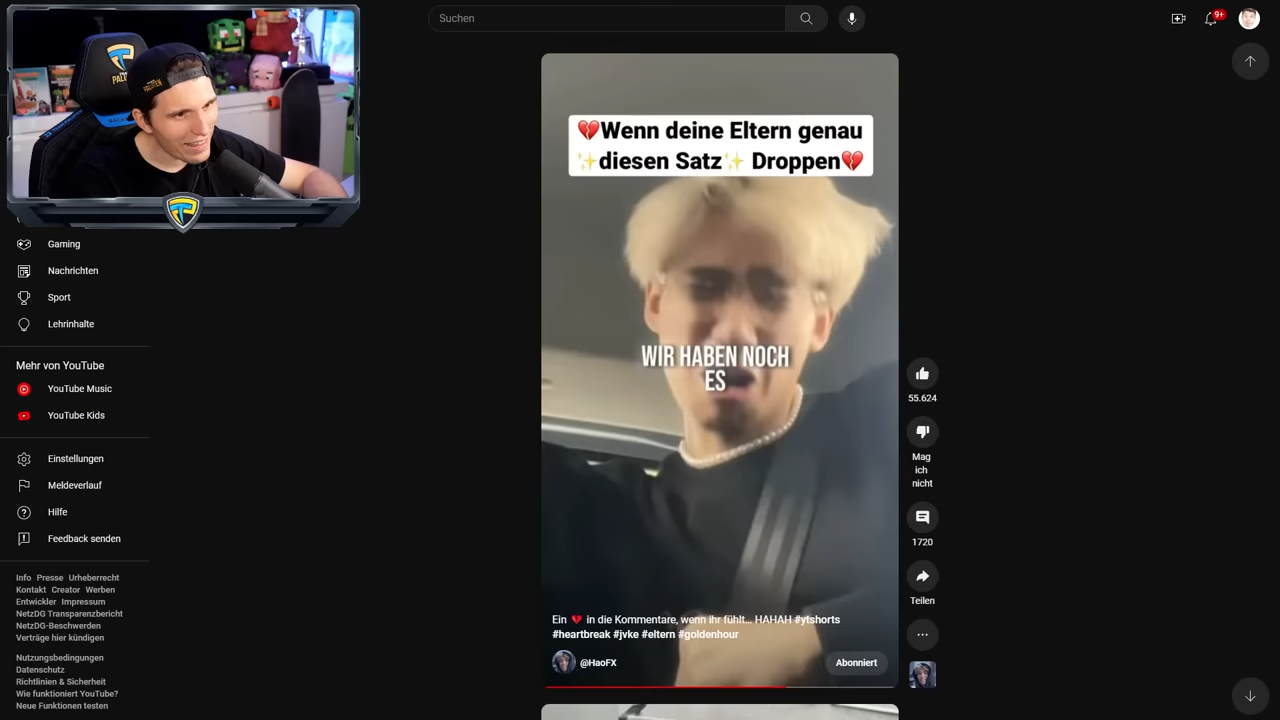 Suchen
9+
Gaming
Nachrichten
Sport
Lehrinhalte
Mehr von YouTube
YouTube Music
YouTube Kids
Einstellungen
Meldeverlauf
Hilfe
Feedback senden
Info Presse Urheberrecht
Kontakt Creator Werben
Entwickler Impressum
NetzDG Transparenzbericht
NetzDG-Beschwerden
Verträge hier kündigen
Nutzungsbedingungen
Datenschutz
Richtlinien & Sicherheit
Wie funktioniert YouTube?
Neue Funktionen testen
💔Wenn deine Eltern genau
✨diesen Satz✨ Droppen💔
WIR HABEN NOCH
ES
Ein 💔 in die Kommentare, wenn ihr fühlt... HAHAH #ytshorts
#heartbreak #jvke #eltern #goldenhour
@HaoFX
Abonniert
55.624
Mag
ich
nicht
1720
Teilen